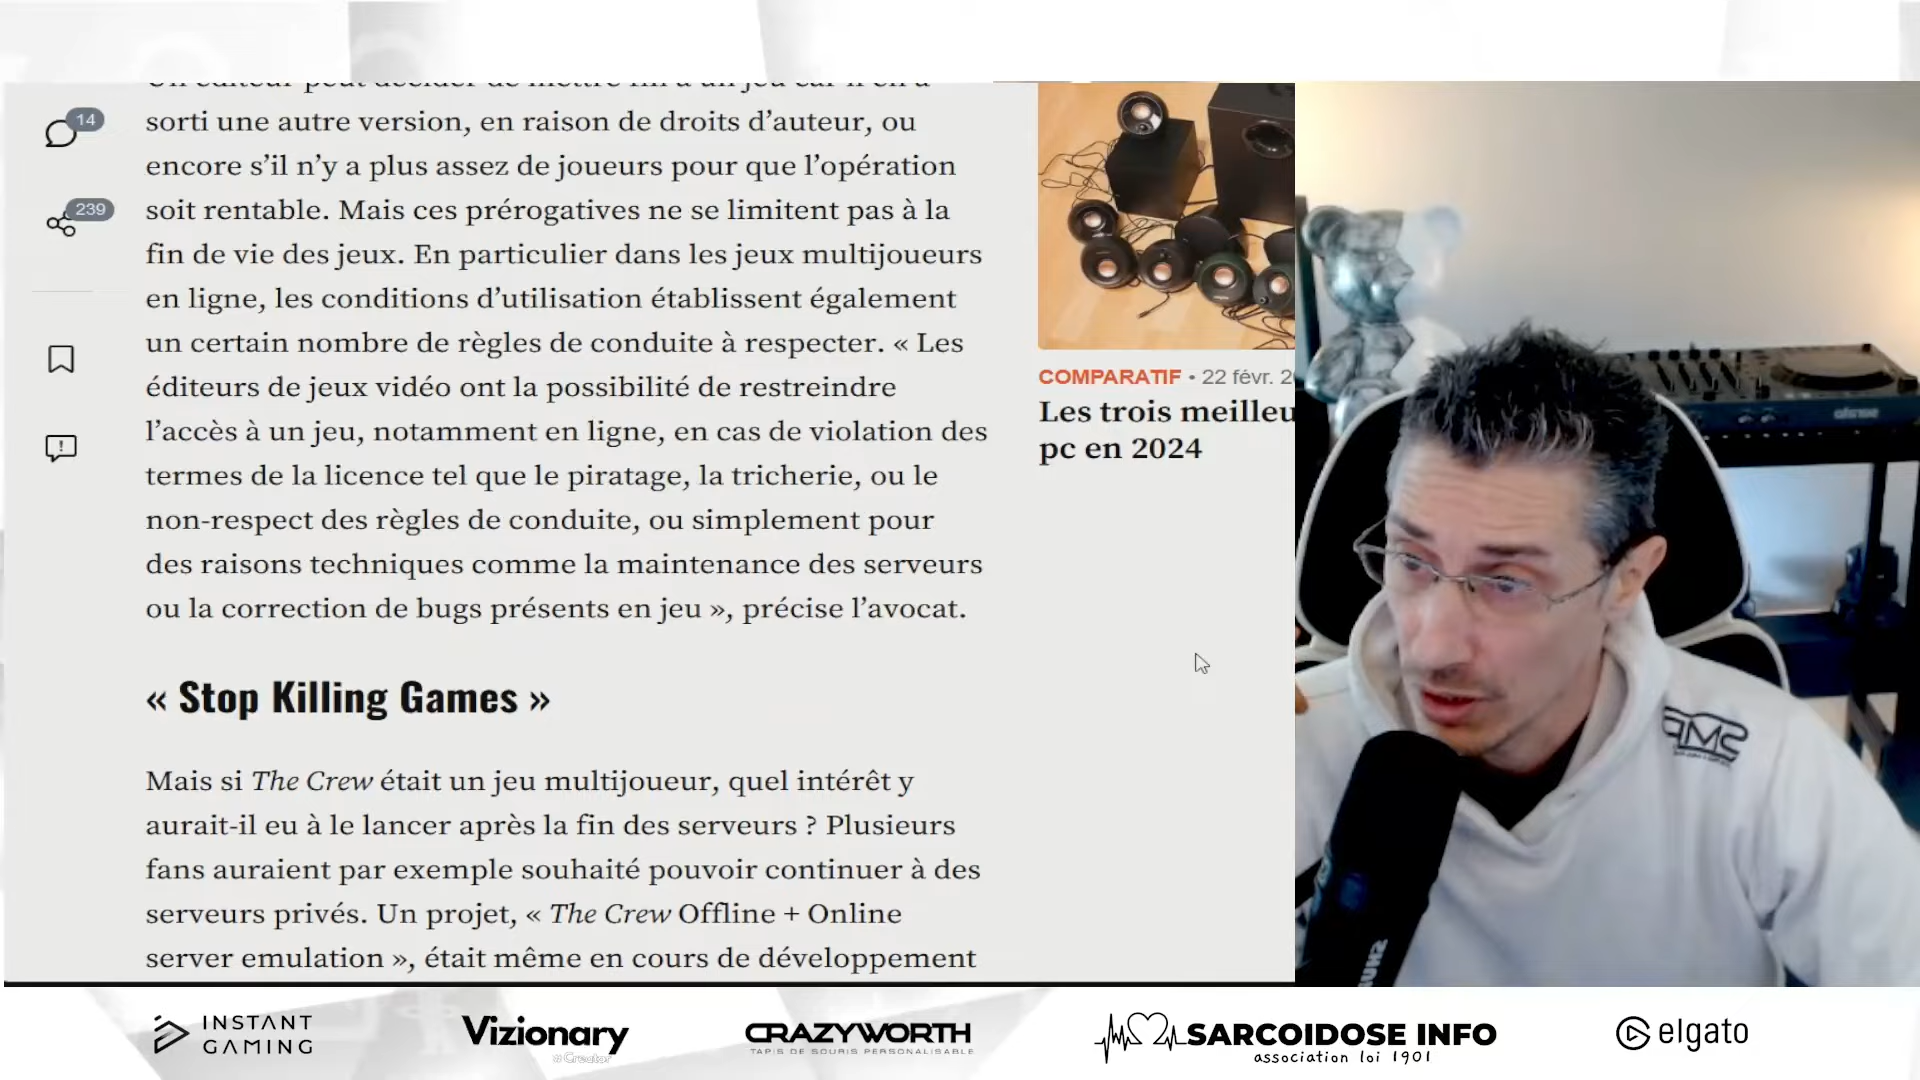 14
239
sorti une autre version, en raison de droits d’auteur, ou
encore s’il n’y a plus assez de joueurs pour que l’opération
soit rentable. Mais ces prérogatives ne se limitent pas à la
fin de vie des jeux. En particulier dans les jeux multijoueurs
en ligne, les conditions d’utilisation établissent également
un certain nombre de règles de conduite à respecter. « Les
éditeurs de jeux vidéo ont la possibilité de restreindre
l’accès à un jeu, notamment en ligne, en cas de violation des
termes de la licence tel que le piratage, la tricherie, ou le
non-respect des règles de conduite, ou simplement pour
des raisons techniques comme la maintenance des serveurs
ou la correction de bugs présents en jeu », précise l’avocat.
« Stop Killing Games »
Mais si The Crew était un jeu multijoueur, quel intérêt y
aurait-il eu à le lancer après la fin des serveurs ? Plusieurs
fans auraient par exemple souhaité pouvoir continuer à des
serveurs privés. Un projet, « The Crew Offline + Online
server emulation », était même en cours de développement
COMPARATIF • 22 févr. 2
Les trois meilleu
pc en 2024
INSTANT
GAMING
Vizionary
#Creator
CRAZYWORTH
TAPIS DE SOURIS PERSONALISABLE
SARCOIDOSE INFO
association loi 1901
elgato